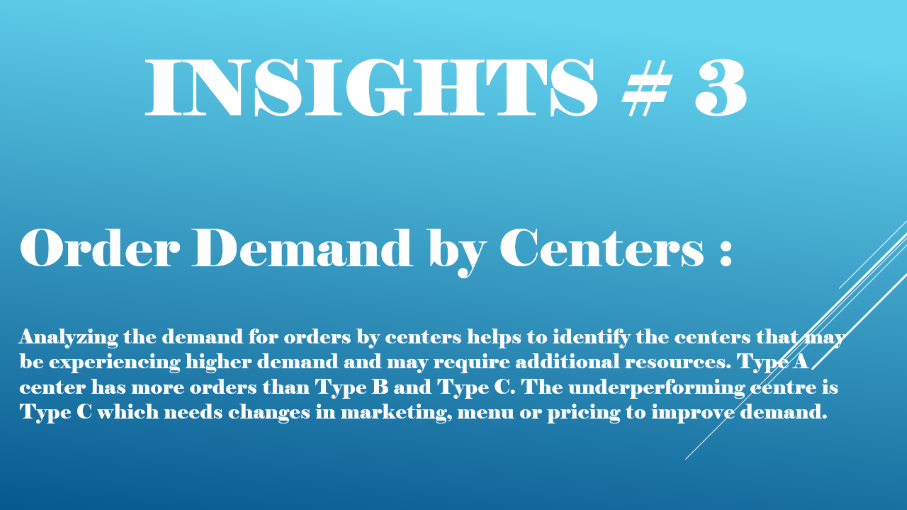 INSIGHTS # 3
Order Demand by Centers :
Analyzing the demand for orders by centers helps to identify the centers that may
be experiencing higher demand and may require additional resources. Type A
center has more orders than Type B and Type C. The underperforming centre is
Type C which needs changes in marketing, menu or pricing to improve demand.